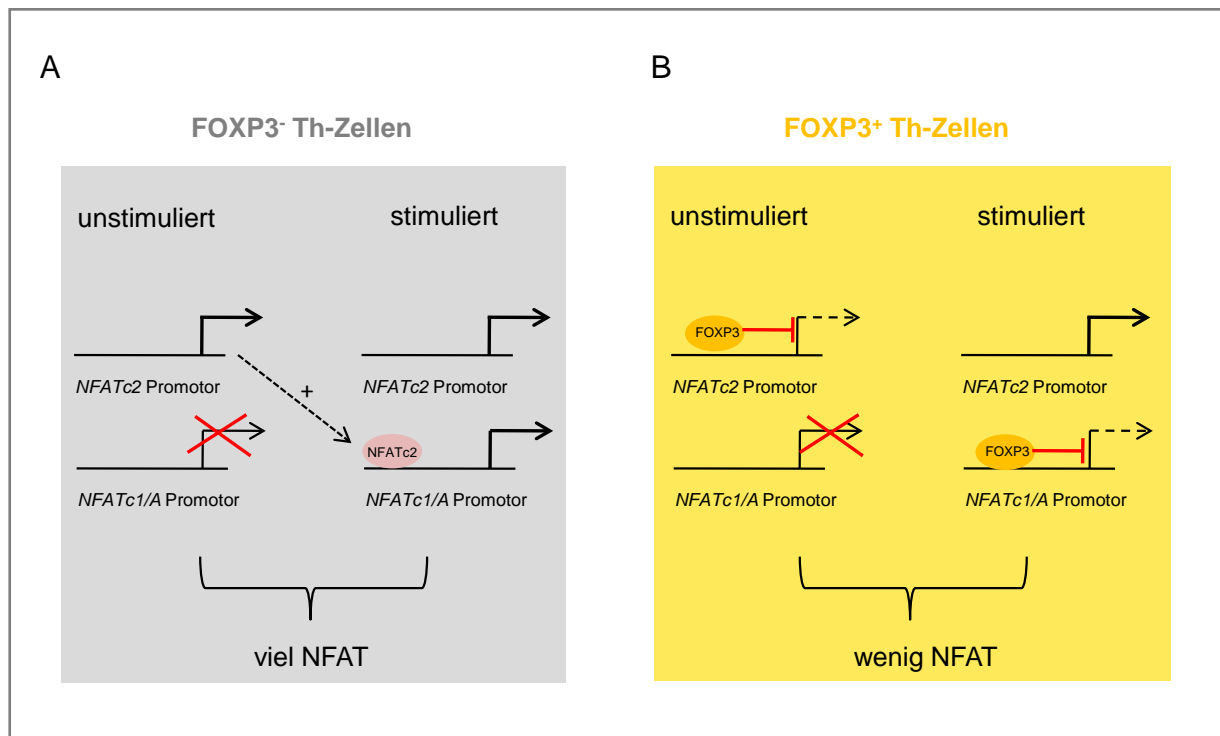 A
B
FOXP3- Th-Zellen
FOXP3+ Th-Zellen
unstimuliert
stimuliert
unstimuliert
stimuliert
FOXP3
NFATc2 Promotor
NFATc2 Promotor
NFATc2 Promotor
NFATc2 Promotor
+
NFATc2
FOXP3
NFATc1/A Promotor
NFATc1/A Promotor
NFATc1/A Promotor
NFATc1/A Promotor
viel NFAT
wenig NFAT